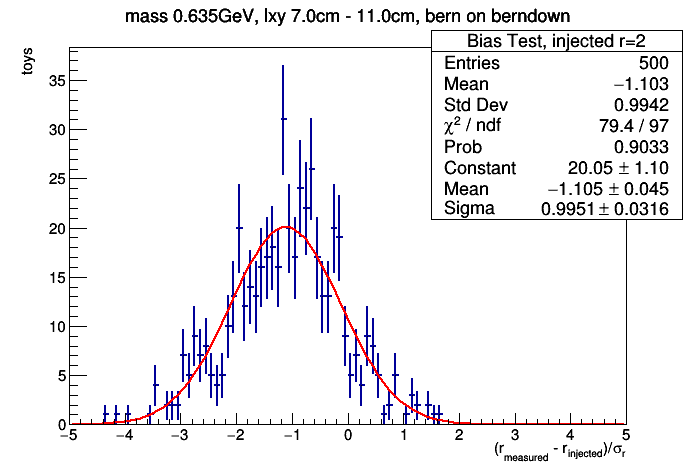 mass 0.635GeV, lxy 7.0cm - 11.0cm, bern on berndown
Bias Test, injected r=2
Entries 500
Mean −1.103
Std Dev 0.9942
χ² / ndf 79.4 / 97
Prob 0.9033
Constant 20.05 ± 1.10
Mean −1.105 ± 0.045
Sigma 0.9951 ± 0.0316
toys
35
30
25
20
15
10
5
0
−5 −4 −3 −2 −1 0 1 2 3 4 5
(r_measured - r_injected)/σ_r